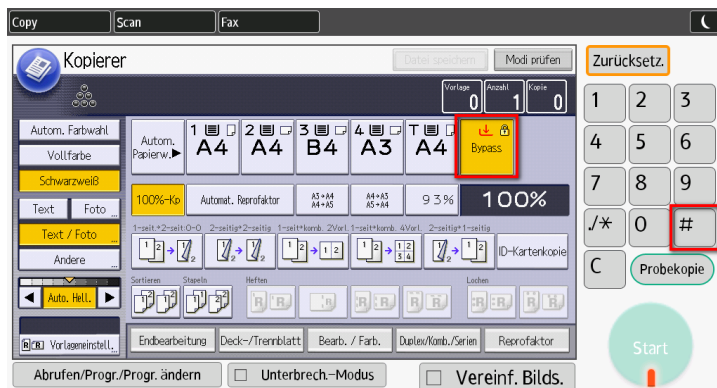 Copy Scan Fax
Kopierer
Datei speichern Modi prüfen
Zurücksetz.
Vorlage Anzahl Kopie
0 1 0
1 2 3
Autom. Farbwahl
Vollfarbe
Schwarzweiß
Text Foto
Text / Foto
Andere
Auto. Hell.
Vorlageneinstell.
Autom. Papierw.
1 A4
2 A4
3 B4
4 A3
T A4
Bypass
4 5 6
7 8 9
100%-Kp Automat. Reprofaktor A3→A4 A4→A5 A4→A3 A5→A4 93% 100%
./* 0 #
1-seit.→2-seit:O-O 2-seitig→2-seitig 1-seit→komb. 2Vorl. 1-seit→komb. 4Vorl. 2-seitig→1-seitig
ID-Kartenkopie
C Probekopie
Sortieren Stapeln Heften Lochen
Endbearbeitung Deck-/Trennblatt Bearb. / Farb. Duplex/Komb./Serien Reprofaktor
Start
Abrufen/Progr./Progr. ändern Unterbrech.-Modus Vereinf. Bilds.